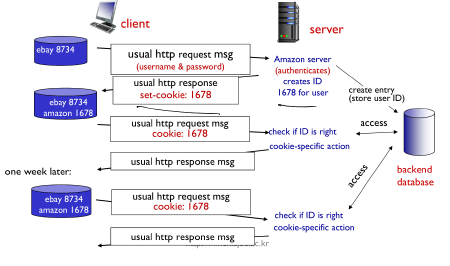 client
server
ebay 8734
usual http request msg
(username & password)
Amazon server
(authenticates)
creates ID
1678 for user
usual http response
set-cookie: 1678
create entry
(store user ID)
ebay 8734
amazon 1678
usual http request msg
cookie: 1678
check if ID is right
cookie-specific action
access
usual http response msg
backend
database
one week later:
access
ebay 8734
amazon 1678
usual http request msg
cookie: 1678
check if ID is right
cookie-specific action
usual http response msg